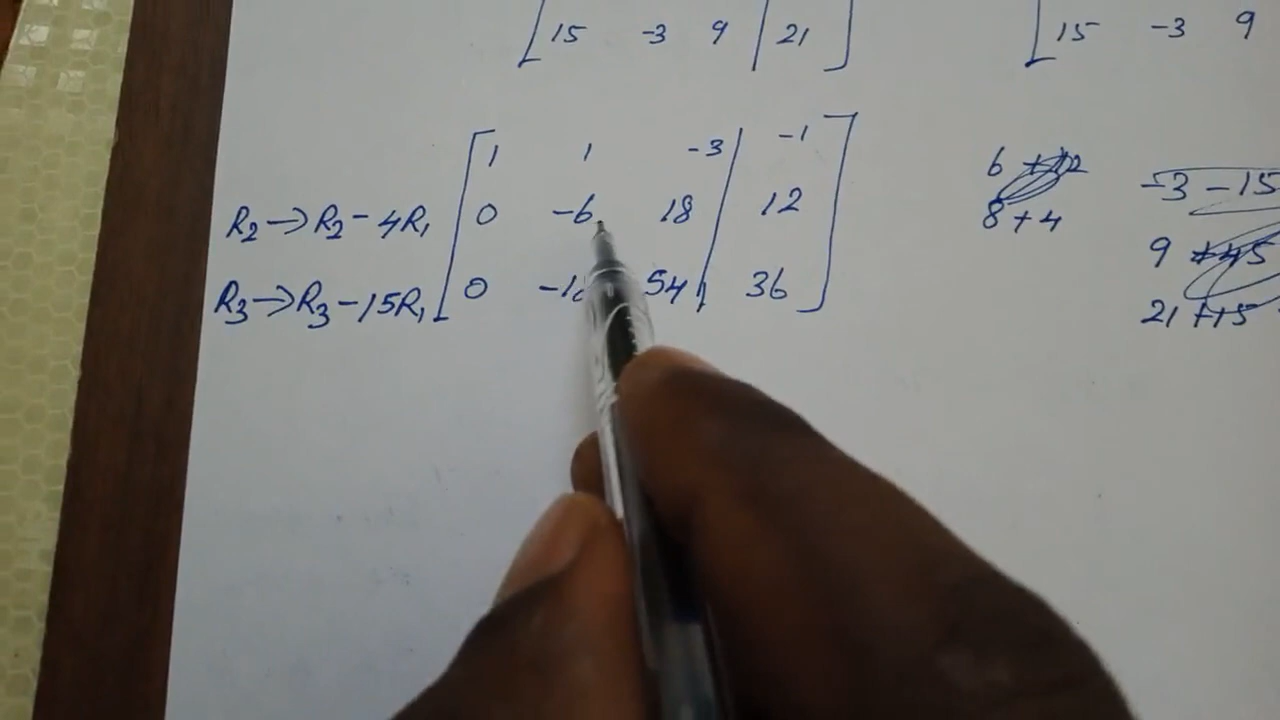 15 -3 9 | 21
15 -3 9
1 1 -3 | -1
R2→R2-4R1 0 -6 18 | 12
R3→R3-15R1 0 54 | 36
6
8+4
-3-15
9
21+15